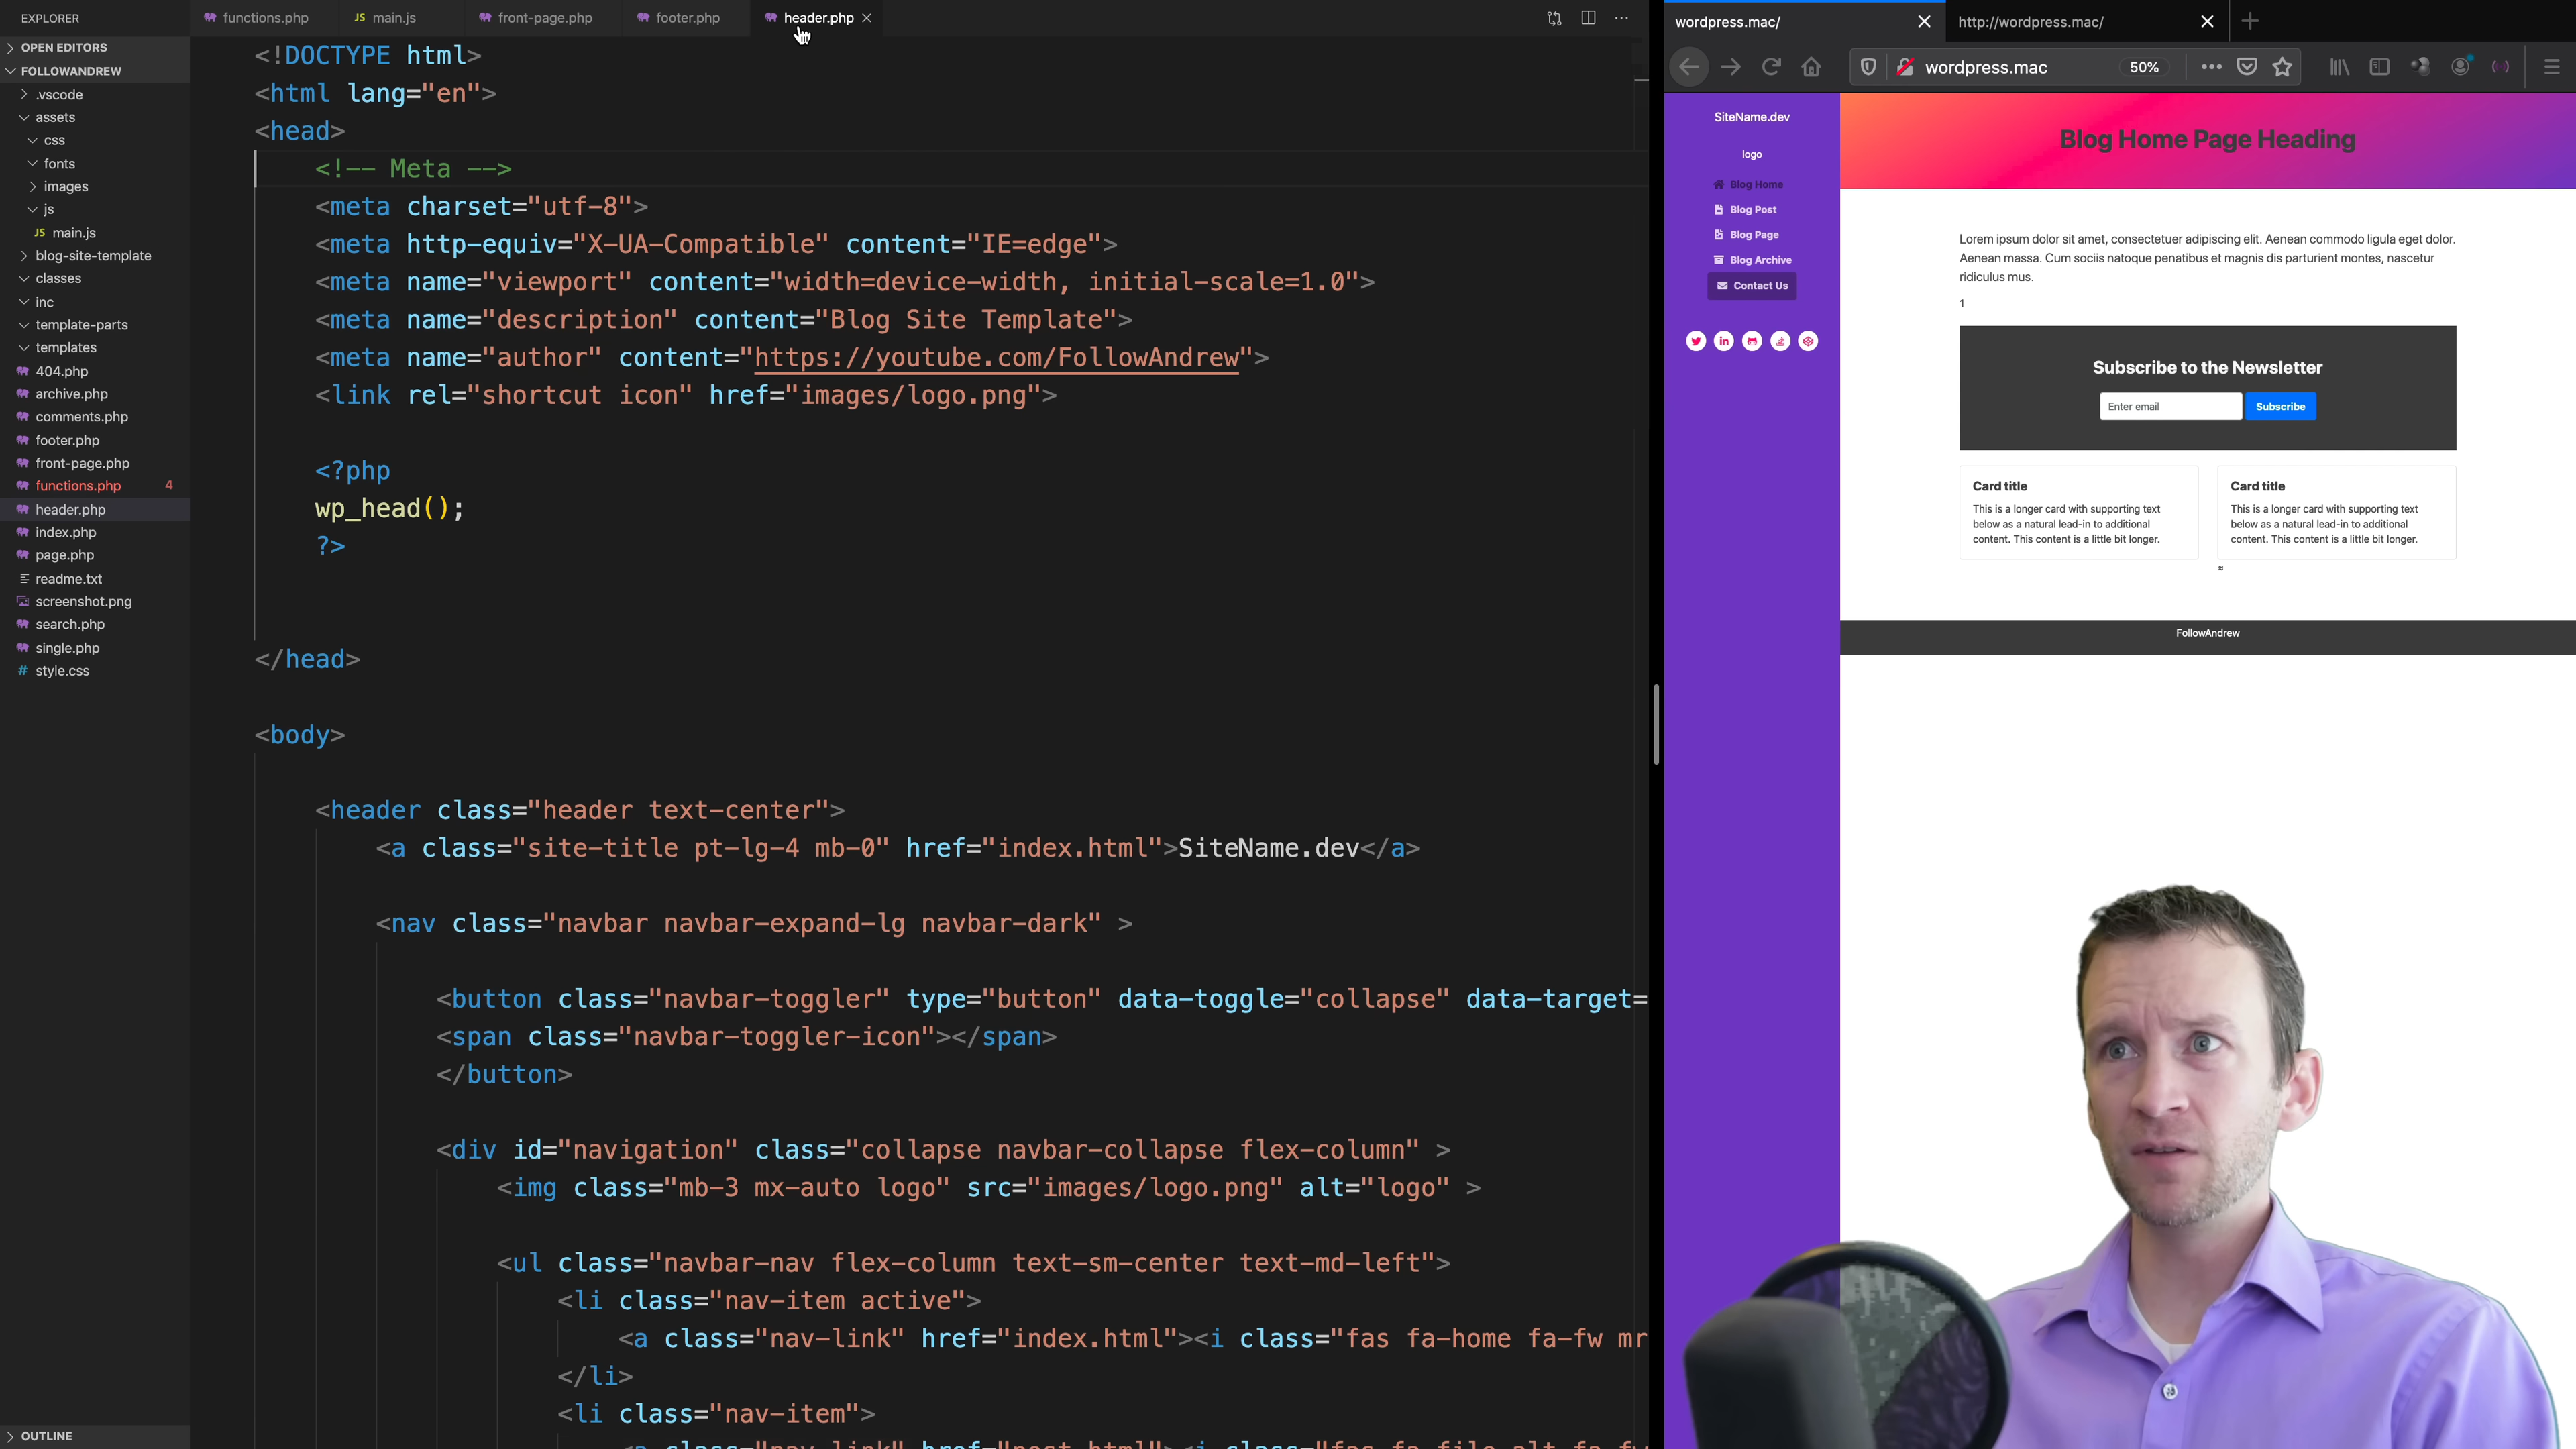 EXPLORER
OPEN EDITORS
FOLLOWANDREW
.vscode
assets
css
fonts
images
js
JS main.js
blog-site-template
classes
inc
template-parts
templates
404.php
archive.php
comments.php
footer.php
front-page.php
functions.php 4
header.php
index.php
page.php
readme.txt
screenshot.png
search.php
single.php
# style.css
OUTLINE
functions.php JS main.js front-page.php footer.php header.php
<!DOCTYPE html>
<html lang="en">
<head>
<!-- Meta -->
<meta charset="utf-8">
<meta http-equiv="X-UA-Compatible" content="IE=edge">
<meta name="viewport" content="width=device-width, initial-scale=1.0">
<meta name="description" content="Blog Site Template">
<meta name="author" content="https://youtube.com/FollowAndrew">
<link rel="shortcut icon" href="images/logo.png">
<?php
wp_head();
?>
</head>
<body>
<header class="header text-center">
<a class="site-title pt-lg-4 mb-0" href="index.html">SiteName.dev</a>
<nav class="navbar navbar-expand-lg navbar-dark" >
<button class="navbar-toggler" type="button" data-toggle="collapse" data-target=
<span class="navbar-toggler-icon"></span>
</button>
<div id="navigation" class="collapse navbar-collapse flex-column" >
<img class="mb-3 mx-auto logo" src="images/logo.png" alt="logo" >
<ul class="navbar-nav flex-column text-sm-center text-md-left">
<li class="nav-item active">
<a class="nav-link" href="index.html"><i class="fas fa-home fa-fw mr
</li>
<li class="nav-item">
<a class="nav-link" href="post.html"><i class="fas fa-file-alt fa-fw
wordpress.mac/
http://wordpress.mac/
wordpress.mac 50%
SiteName.dev
logo
Blog Home
Blog Post
Blog Page
Blog Archive
Contact Us
Blog Home Page Heading
Lorem ipsum dolor sit amet, consectetuer adipiscing elit. Aenean commodo ligula eget dolor.
Aenean massa. Cum sociis natoque penatibus et magnis dis parturient montes, nascetur
ridiculus mus.
1
Subscribe to the Newsletter
Enter email Subscribe
Card title
This is a longer card with supporting text
below as a natural lead-in to additional
content. This content is a little bit longer.
Card title
This is a longer card with supporting text
below as a natural lead-in to additional
content. This content is a little bit longer.
≈
FollowAndrew